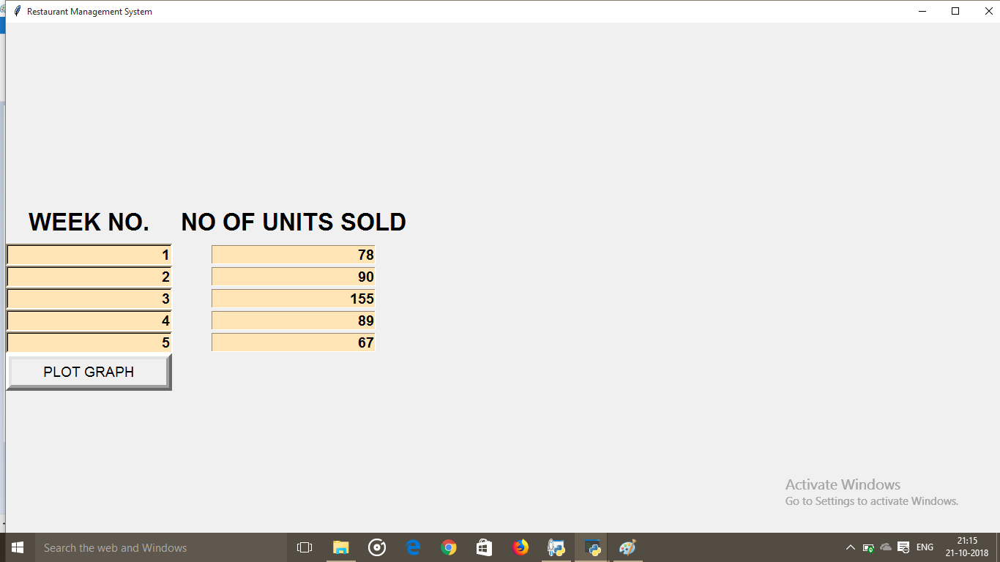 Restaurant Management System
WEEK NO. NO OF UNITS SOLD
1 78
2 90
3 155
4 89
5 67
PLOT GRAPH
Activate Windows
Go to Settings to activate Windows.
Search the web and Windows
ENG
21:15
21-10-2018